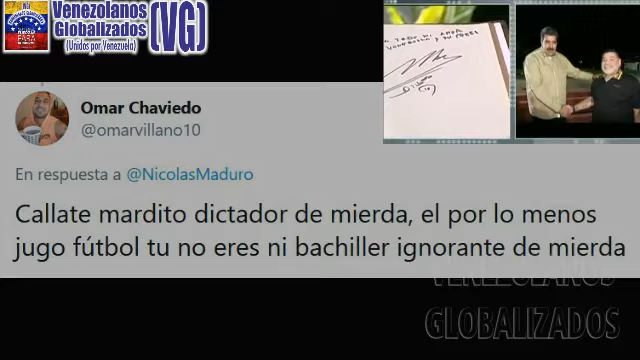 Venezolanos
Globalizados
(Unidos por Venezuela)
(VG)
Omar Chaviedo
@omarvillano10
En respuesta a @NicolasMaduro
Callate mardito dictador de mierda, el por lo menos
jugo fútbol tu no eres ni bachiller ignorante de mierda
VENEZOLANOS
GLOBALIZADOS